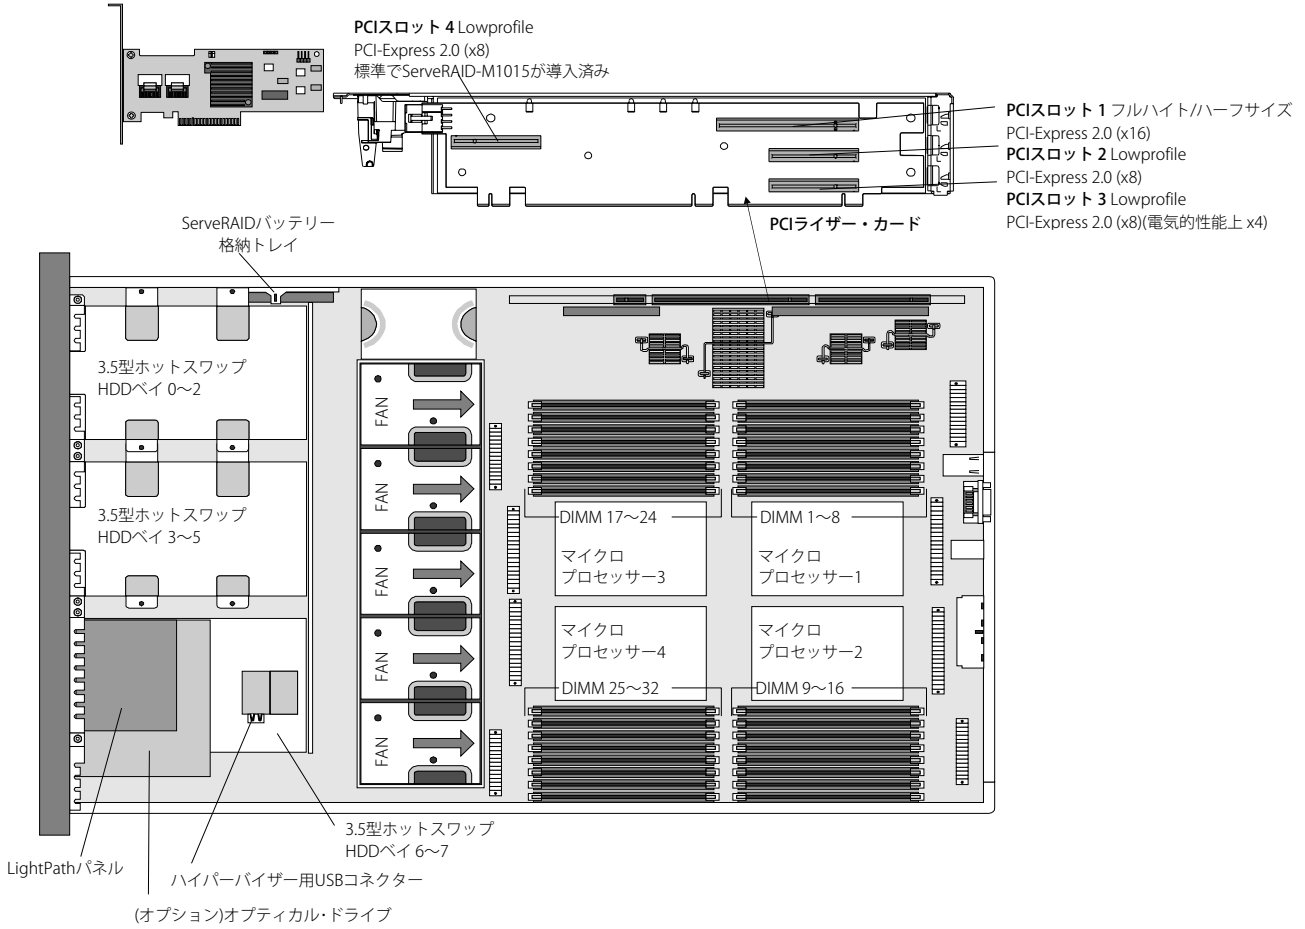 PCIスロット 4 Lowprofile
PCI-Express 2.0 (x8)
標準でServeRAID-M1015が導入済み
PCIスロット 1 フルハイト/ハーフサイズ
PCI-Express 2.0 (x16)
PCIスロット 2 Lowprofile
PCI-Express 2.0 (x8)
PCIスロット 3 Lowprofile
PCI-Express 2.0 (x8)(電気的性能上 x4)
PCIライザー・カード
ServeRAIDバッテリー
格納トレイ
3.5型ホットスワップ
HDDベイ 0〜2
3.5型ホットスワップ
HDDベイ 3〜5
FAN
FAN
FAN
FAN
FAN
DIMM 17〜24
DIMM 1〜8
マイクロ
プロセッサー3
マイクロ
プロセッサー1
マイクロ
プロセッサー4
マイクロ
プロセッサー2
DIMM 25〜32
DIMM 9〜16
3.5型ホットスワップ
HDDベイ 6〜7
LightPathパネル
ハイパーバイザー用USBコネクター
(オプション)オプティカル・ドライブ